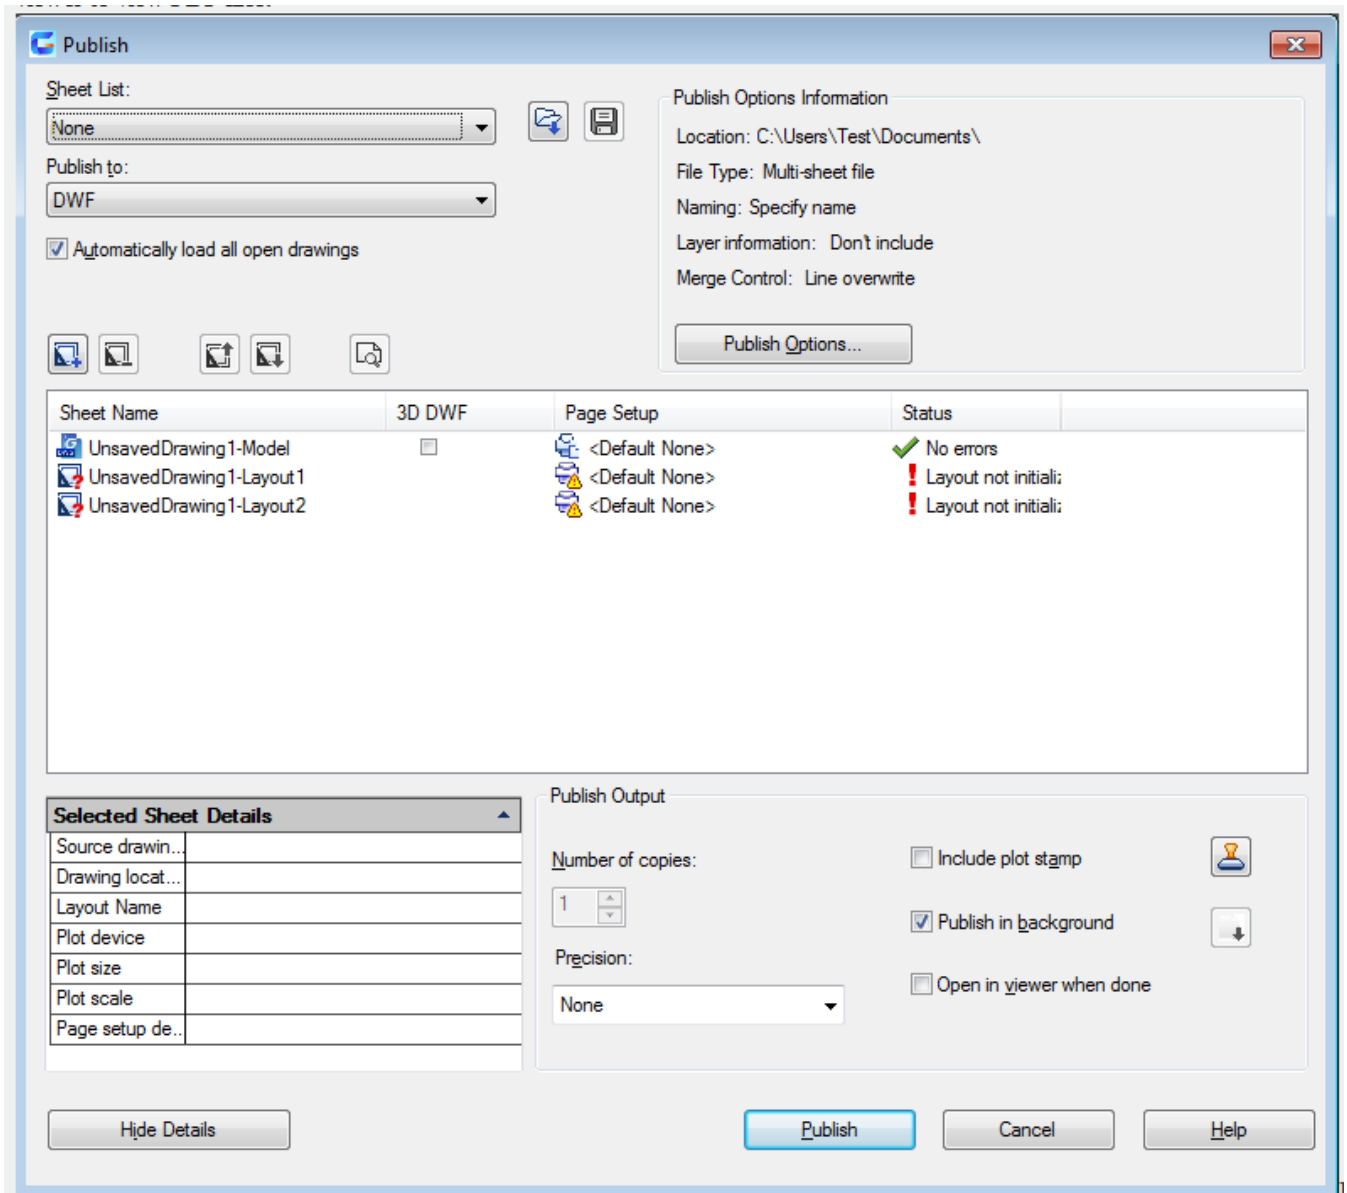 Publish
Sheet List:
None
Publish to:
DWF
Automatically load all open drawings
Publish Options Information
Location: C:\Users\Test\Documents\
File Type: Multi-sheet file
Naming: Specify name
Layer information: Don't include
Merge Control: Line overwrite
Publish Options...
Sheet Name 3D DWF Page Setup Status
UnsavedDrawing1-Model <Default None> No errors
UnsavedDrawing1-Layout1 <Default None> Layout not initializ
UnsavedDrawing1-Layout2 <Default None> Layout not initializ
Selected Sheet Details
Source drawin...
Drawing locat...
Layout Name
Plot device
Plot size
Plot scale
Page setup de...
Publish Output
Number of copies:
1
Precision:
None
Include plot stamp
Publish in background
Open in viewer when done
Hide Details
Publish
Cancel
Help